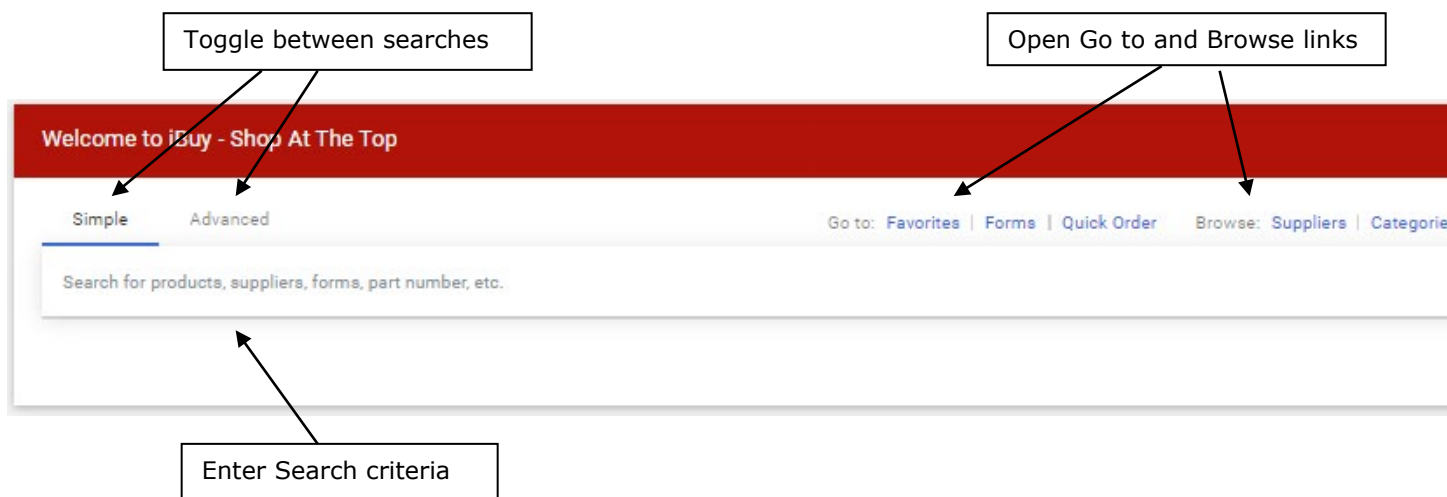 Toggle between searches
Open Go to and Browse links
Welcome to iBuy - Shop At The Top
Simple Advanced Go to: Favorites | Forms | Quick Order Browse: Suppliers | Categorie
Search for products, suppliers, forms, part number, etc.
Enter Search criteria